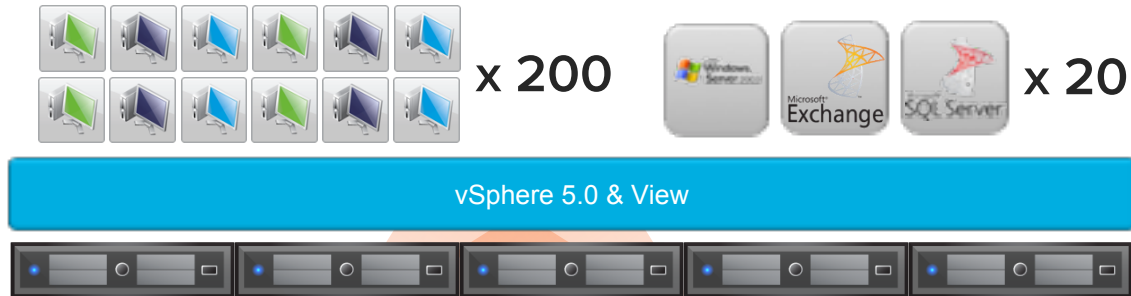 x 200
Windows
Server
Microsoft®
Exchange
SQL Server
x 20
vSphere 5.0 & View